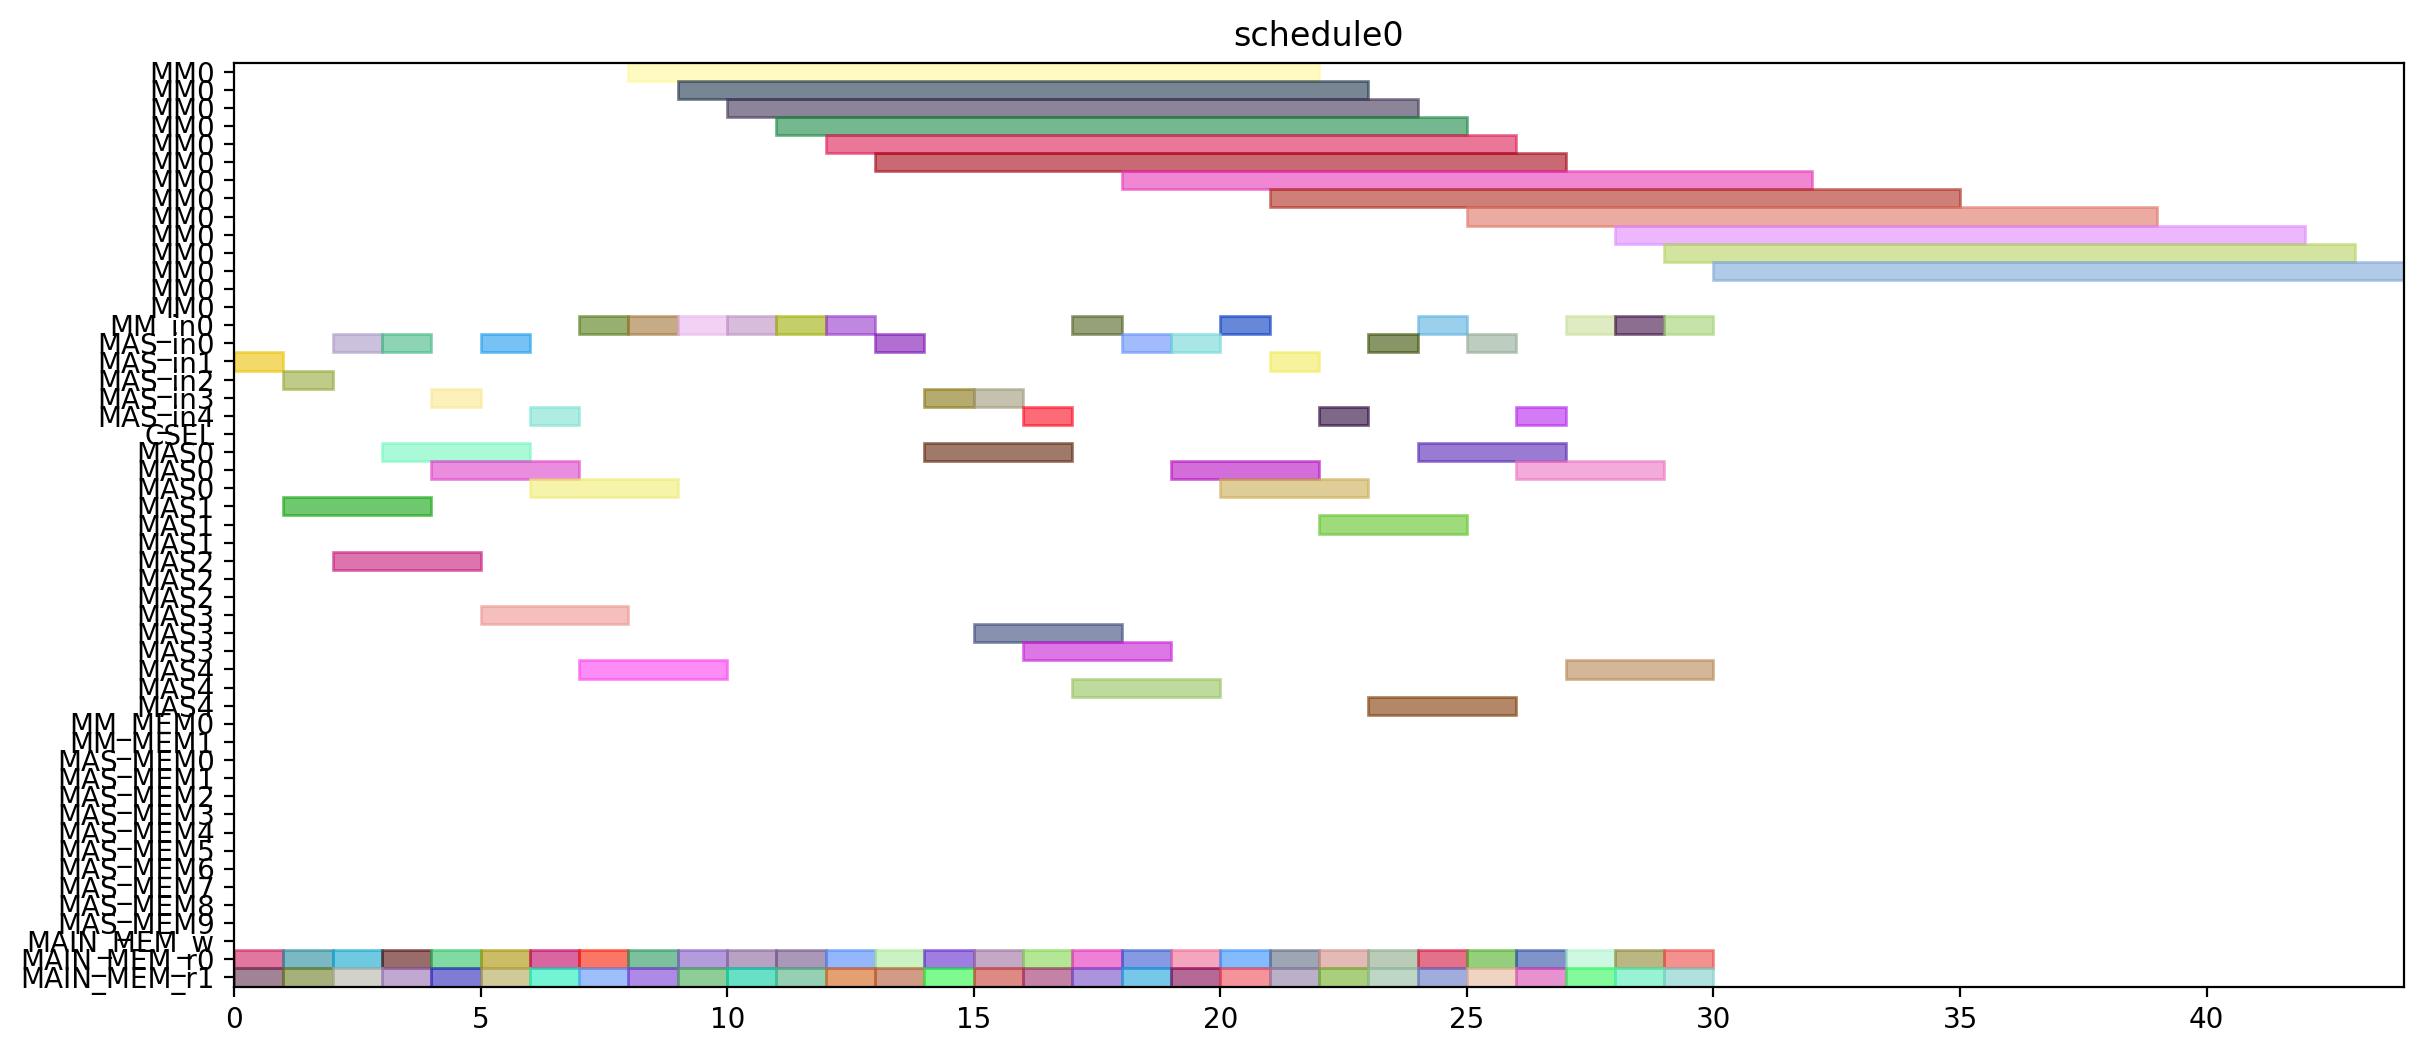 schedule0
MM0
MM0
MM0
MM0
MM0
MM0
MM0
MM0
MM0
MM0
MM0
MM0
MM0
MM0
MM_in0
MAS_in0
MAS_in1
MAS_in2
MAS_in3
MAS_in4
CSEL
MAS0
MAS0
MAS0
MAS1
MAS1
MAS1
MAS2
MAS2
MAS2
MAS3
MAS3
MAS3
MAS4
MAS4
MAS4
MM_MEM0
MM_MEM1
MAS_MEM0
MAS_MEM1
MAS_MEM2
MAS_MEM3
MAS_MEM4
MAS_MEM5
MAS_MEM6
MAS_MEM7
MAS_MEM8
MAS_MEM9
MAIN_MEM_w
MAIN_MEM_r0
MAIN_MEM_r1
0 5 10 15 20 25 30 35 40